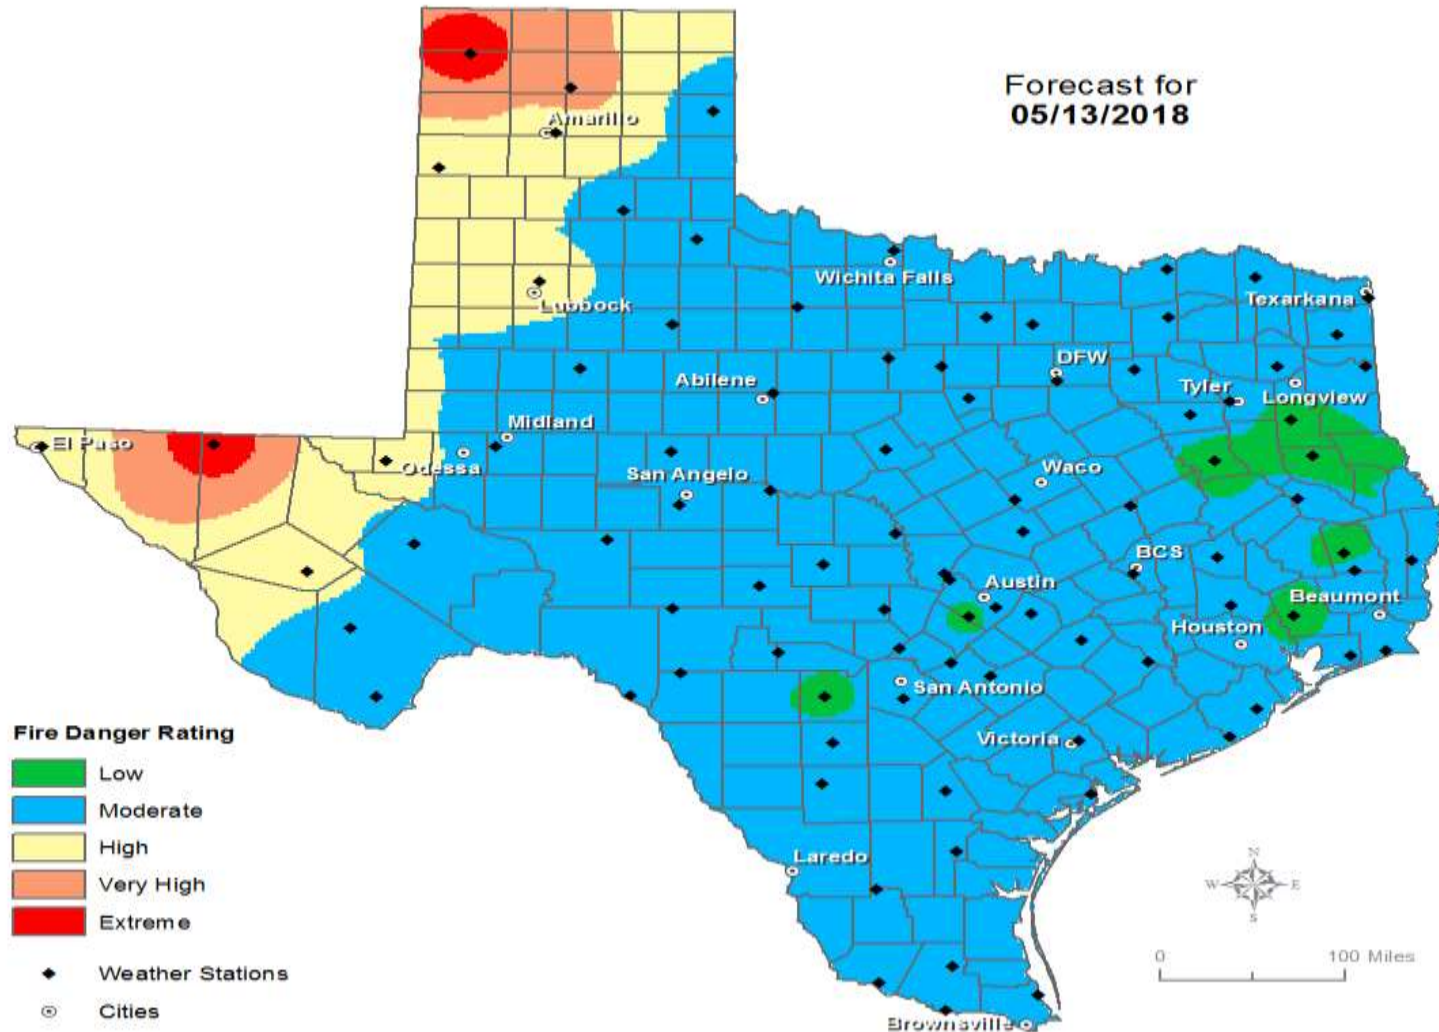 Forecast for
05/13/2018
Amarillo
Lubbock
Wichita Falls
Texarkana
DFW
Abilene
Tyler
Longview
Midland
El Paso
Odessa
San Angelo
Waco
BCS
Austin
Beaumont
Houston
San Antonio
Victoria
Laredo
Brownsville
Fire Danger Rating
Low
Moderate
High
Very High
Extreme
Weather Stations
Cities
N
W E
S
0 100 Miles